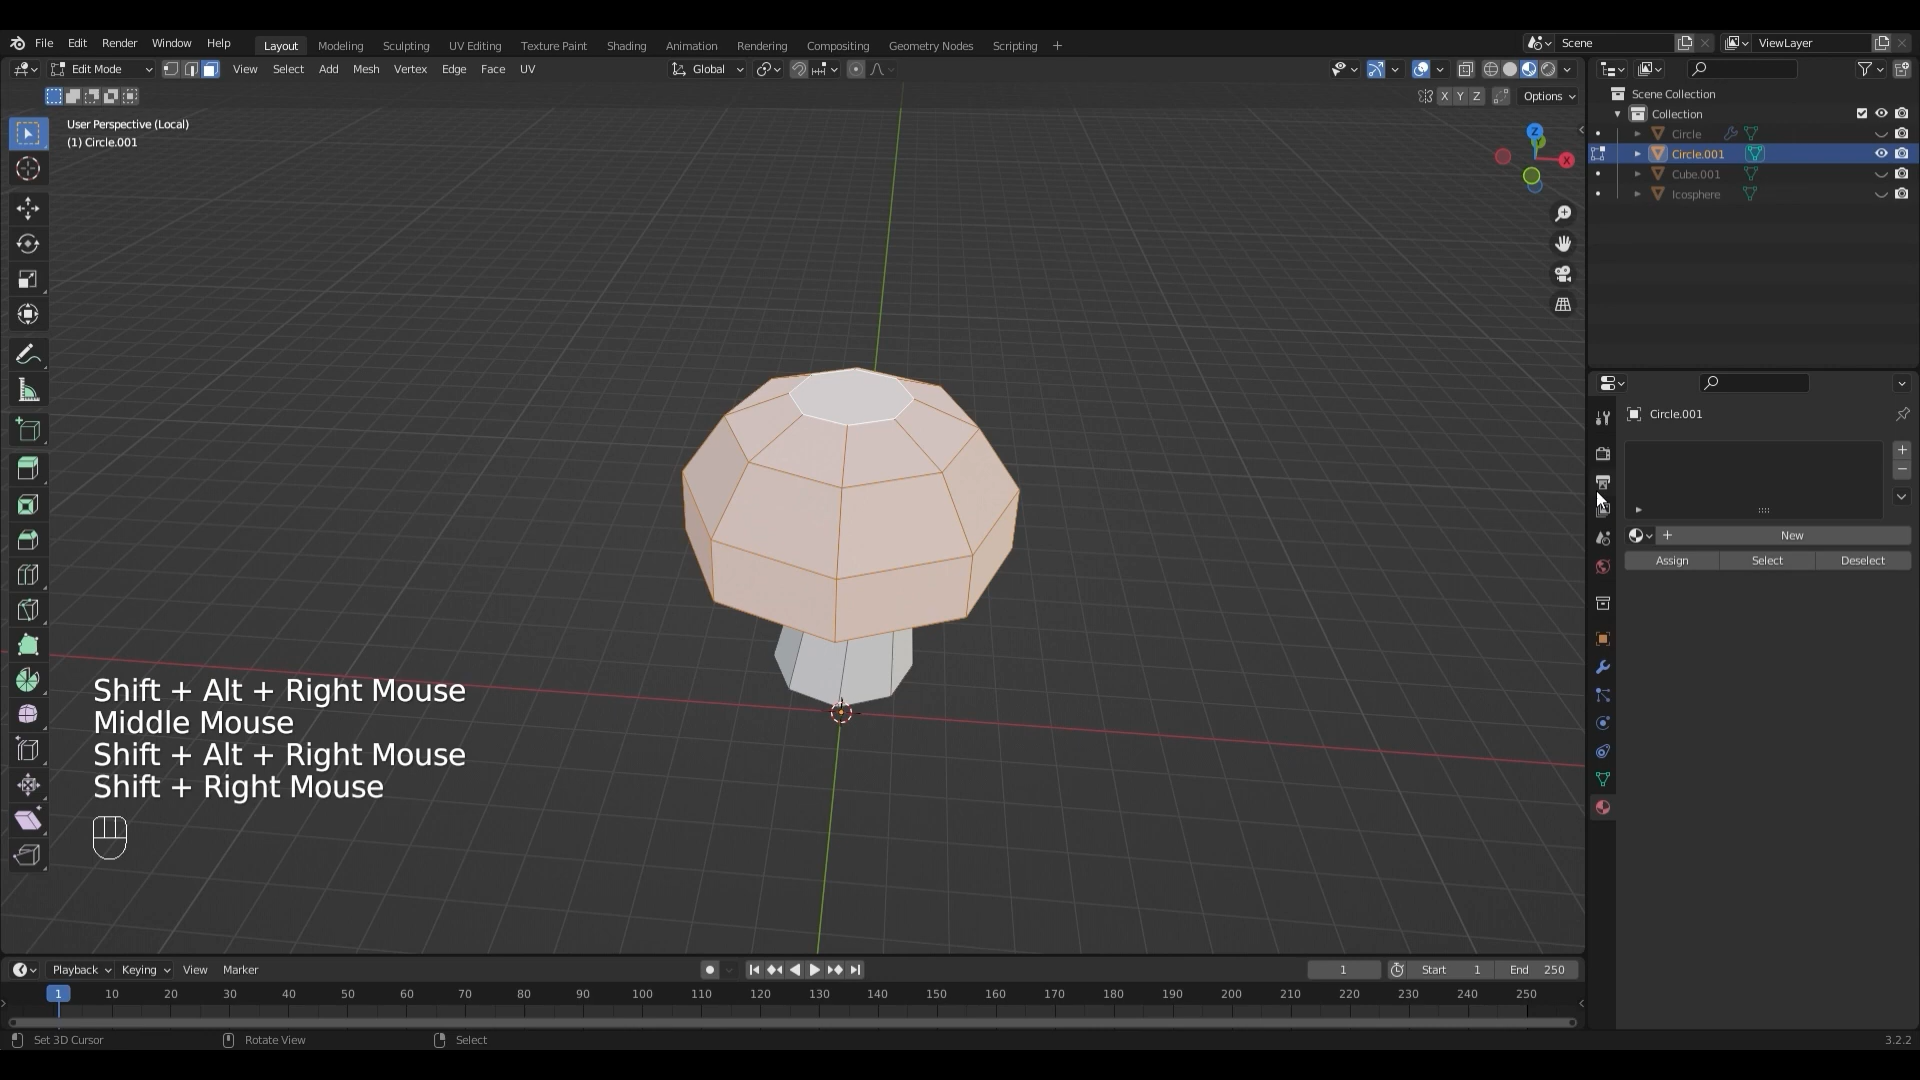 File Edit Render Window Help Layout Modeling Sculpting UV Editing Texture Paint Shading Animation Rendering Compositing Geometry Nodes Scripting + Scene ViewLayer
Edit Mode View Select Add Mesh Vertex Edge Face UV Global
X Y Z Options
User Perspective (Local)
(1) Circle.001
Z
X
Scene Collection
Collection
Circle
Circle.001
Cube.001
Icosphere
Circle.001
New
Assign Select Deselect
Shift + Alt + Right Mouse
Middle Mouse
Shift + Alt + Right Mouse
Shift + Right Mouse
Playback Keying View Marker 1 Start 1 End 250
1 10 20 30 40 50 60 70 80 90 100 110 120 130 140 150 160 170 180 190 200 210 220 230 240 250
Set 3D Cursor Rotate View Select 3.2.2